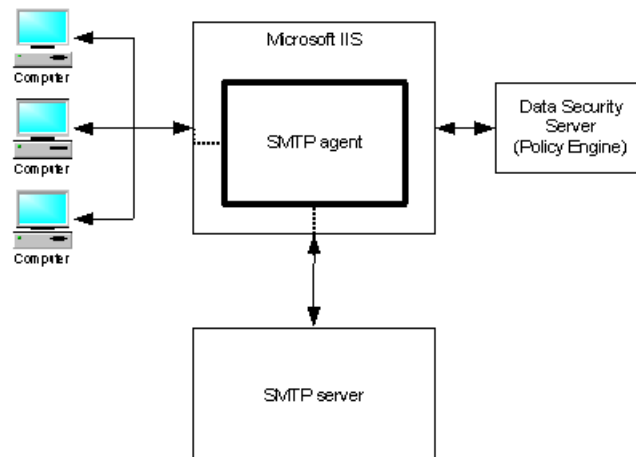 Microsoft IIS
Computer
SMTP agent
Data Security
Server
(Policy Engine)
Computer
Computer
SMTP server